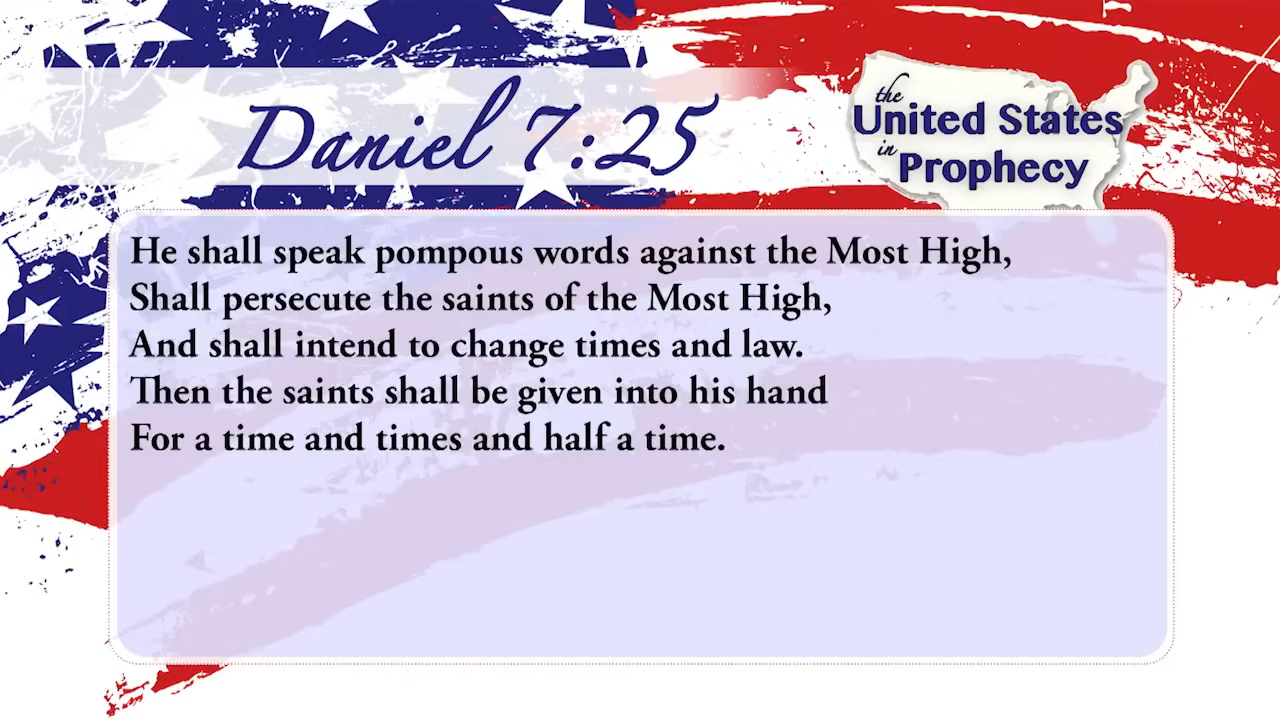 Daniel 7:25
the
United States
in
Prophecy
He shall speak pompous words against the Most High,
Shall persecute the saints of the Most High,
And shall intend to change times and law.
Then the saints shall be given into his hand
For a time and times and half a time.